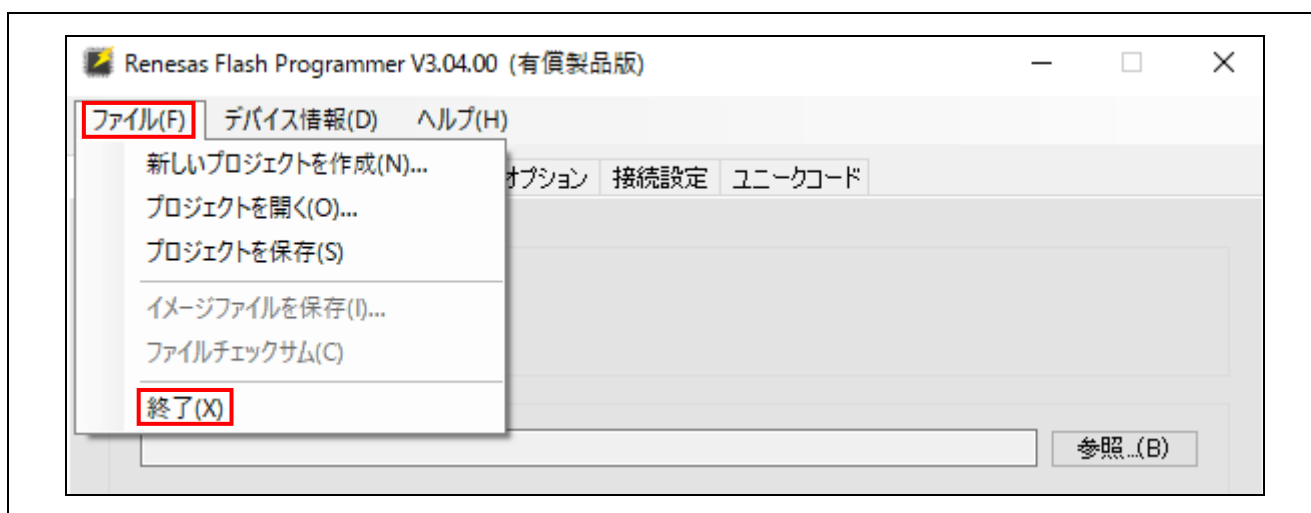 Renesas Flash Programmer V3.04.00 (有償製品版)
ファイル(F) デバイス情報(D) ヘルプ(H)
新しいプロジェクトを作成(N)...
オプション 接続設定 ユニークコード
プロジェクトを開く(O)...
プロジェクトを保存(S)
イメージファイルを保存(I)...
ファイルチェックサム(C)
終了(X)
参照...(B)